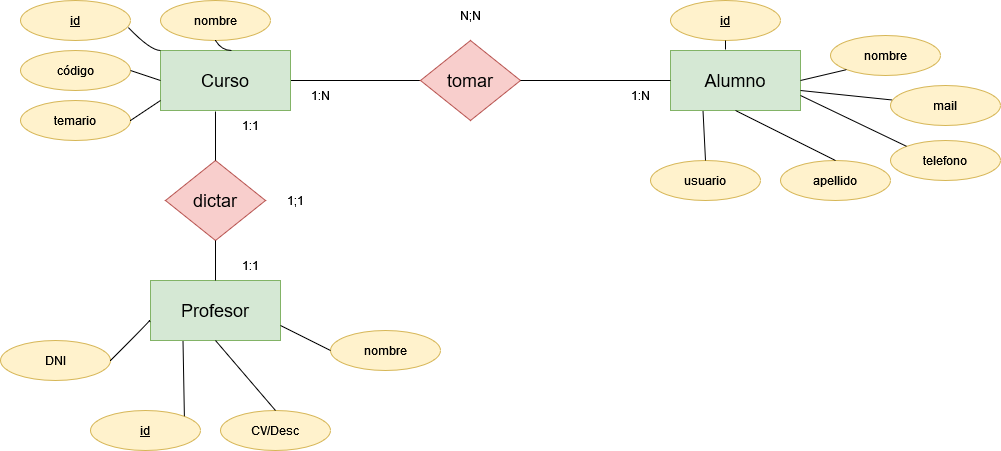 id
nombre
N;N
id
nombre
código
Curso
tomar
Alumno
mail
temario
1:N
1:N
1:1
telefono
usuario
apellido
dictar
1;1
1:1
Profesor
DNI
nombre
id
CV/Desc